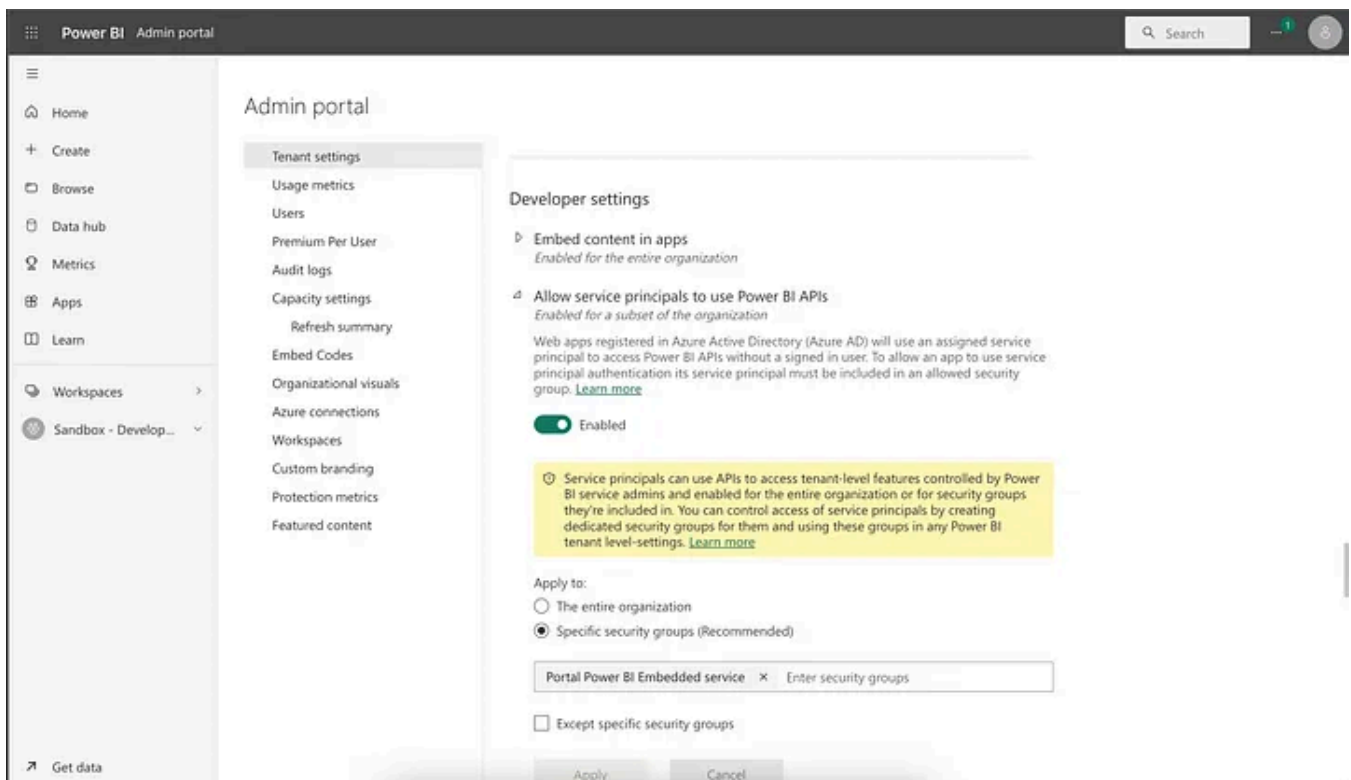 Power BI Admin portal
Search
1
Home
Create
Browse
Data hub
Metrics
Apps
Learn
Workspaces
Sandbox - Develop...
Get data
Admin portal
Tenant settings
Usage metrics
Users
Premium Per User
Audit logs
Capacity settings
Refresh summary
Embed Codes
Organizational visuals
Azure connections
Workspaces
Custom branding
Protection metrics
Featured content
Developer settings
Embed content in apps
Enabled for the entire organization
Allow service principals to use Power BI APIs
Enabled for a subset of the organization
Web apps registered in Azure Active Directory (Azure AD) will use an assigned service
principal to access Power BI APIs without a signed in user. To allow an app to use service
principal authentication its service principal must be included in an allowed security
group. Learn more
Enabled
Service principals can use APIs to access tenant-level features controlled by Power
BI service admins and enabled for the entire organization or for security groups
they're included in. You can control access of service principals by creating
dedicated security groups for them and using these groups in any Power BI
tenant level-settings. Learn more
Apply to:
The entire organization
Specific security groups (Recommended)
Portal Power BI Embedded service × Enter security groups
Except specific security groups
Apply Cancel